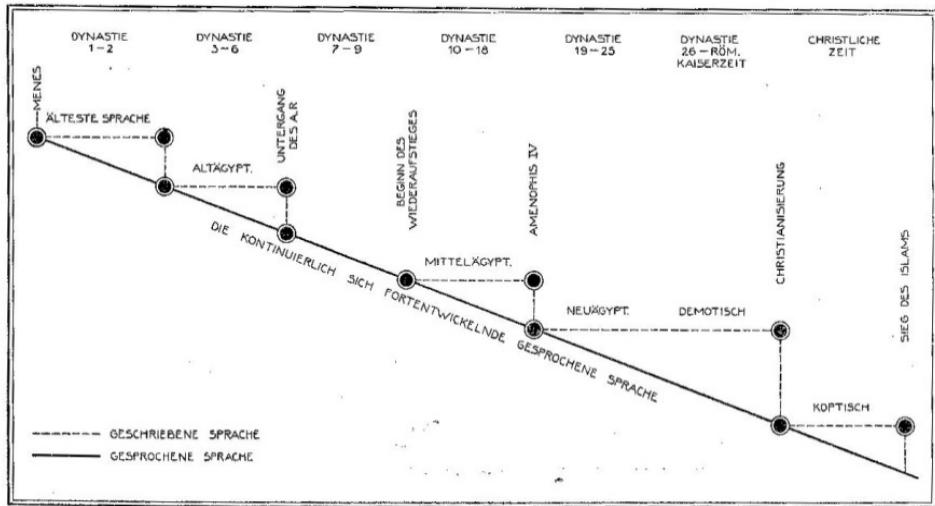 DYNASTIE
1–2
DYNASTIE
3–6
DYNASTIE
7–9
DYNASTIE
10–18
DYNASTIE
19–25
DYNASTIE
26–RÖM.
KAISERZEIT
CHRISTLICHE
ZEIT
MENES
ÄLTESTE SPRACHE
ALTÄGYPT.
UNTERGANG
DES A.R
BEGINN DES
WIEDERAUFSTIEGES
MITTELÄGYPT.
AMENOPHIS IV
NEUÄGYPT. DEMOTISCH
CHRISTIANISIERUNG
KOPTISCH
SIEG DES ISLAMS
DIE KONTINUIERLICH SICH FORTENTWICKELNDE GESPROCHENE SPRACHE
GESCHRIEBENE SPRACHE
GESPROCHENE SPRACHE